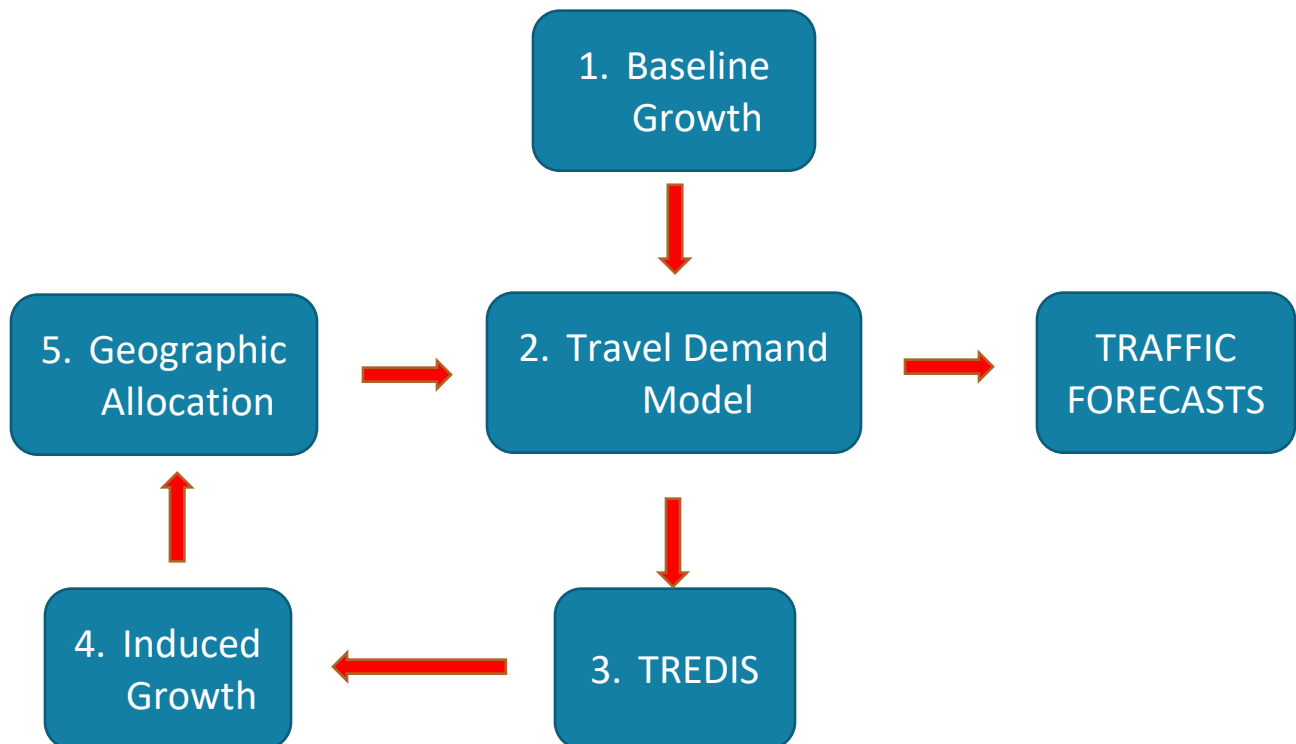 1. Baseline
Growth
5. Geographic
Allocation
2. Travel Demand
Model
TRAFFIC
FORECASTS
4. Induced
Growth
3. TREDIS